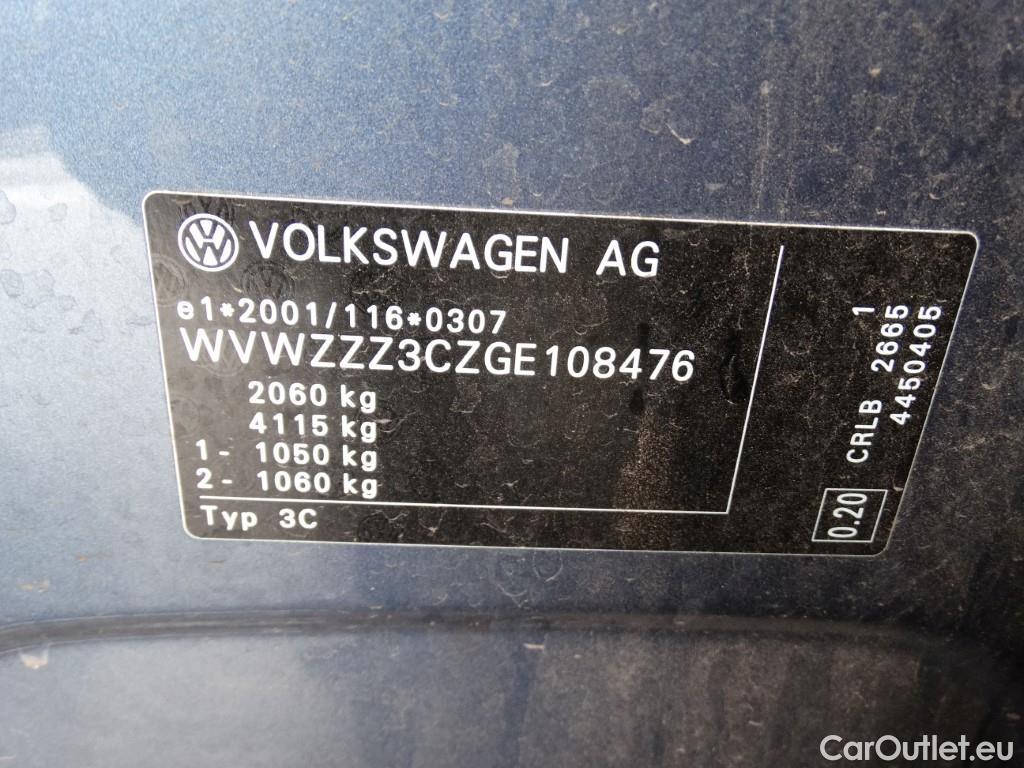 VOLKSWAGEN AG
e1*2001/116*0307
WVWZZZ3CZGE108476
2060 kg
4115 kg
1- 1050 kg
2- 1060 kg
Typ 3C
1
CRLB 2665
4450405
0.20
CarOutlet.eu